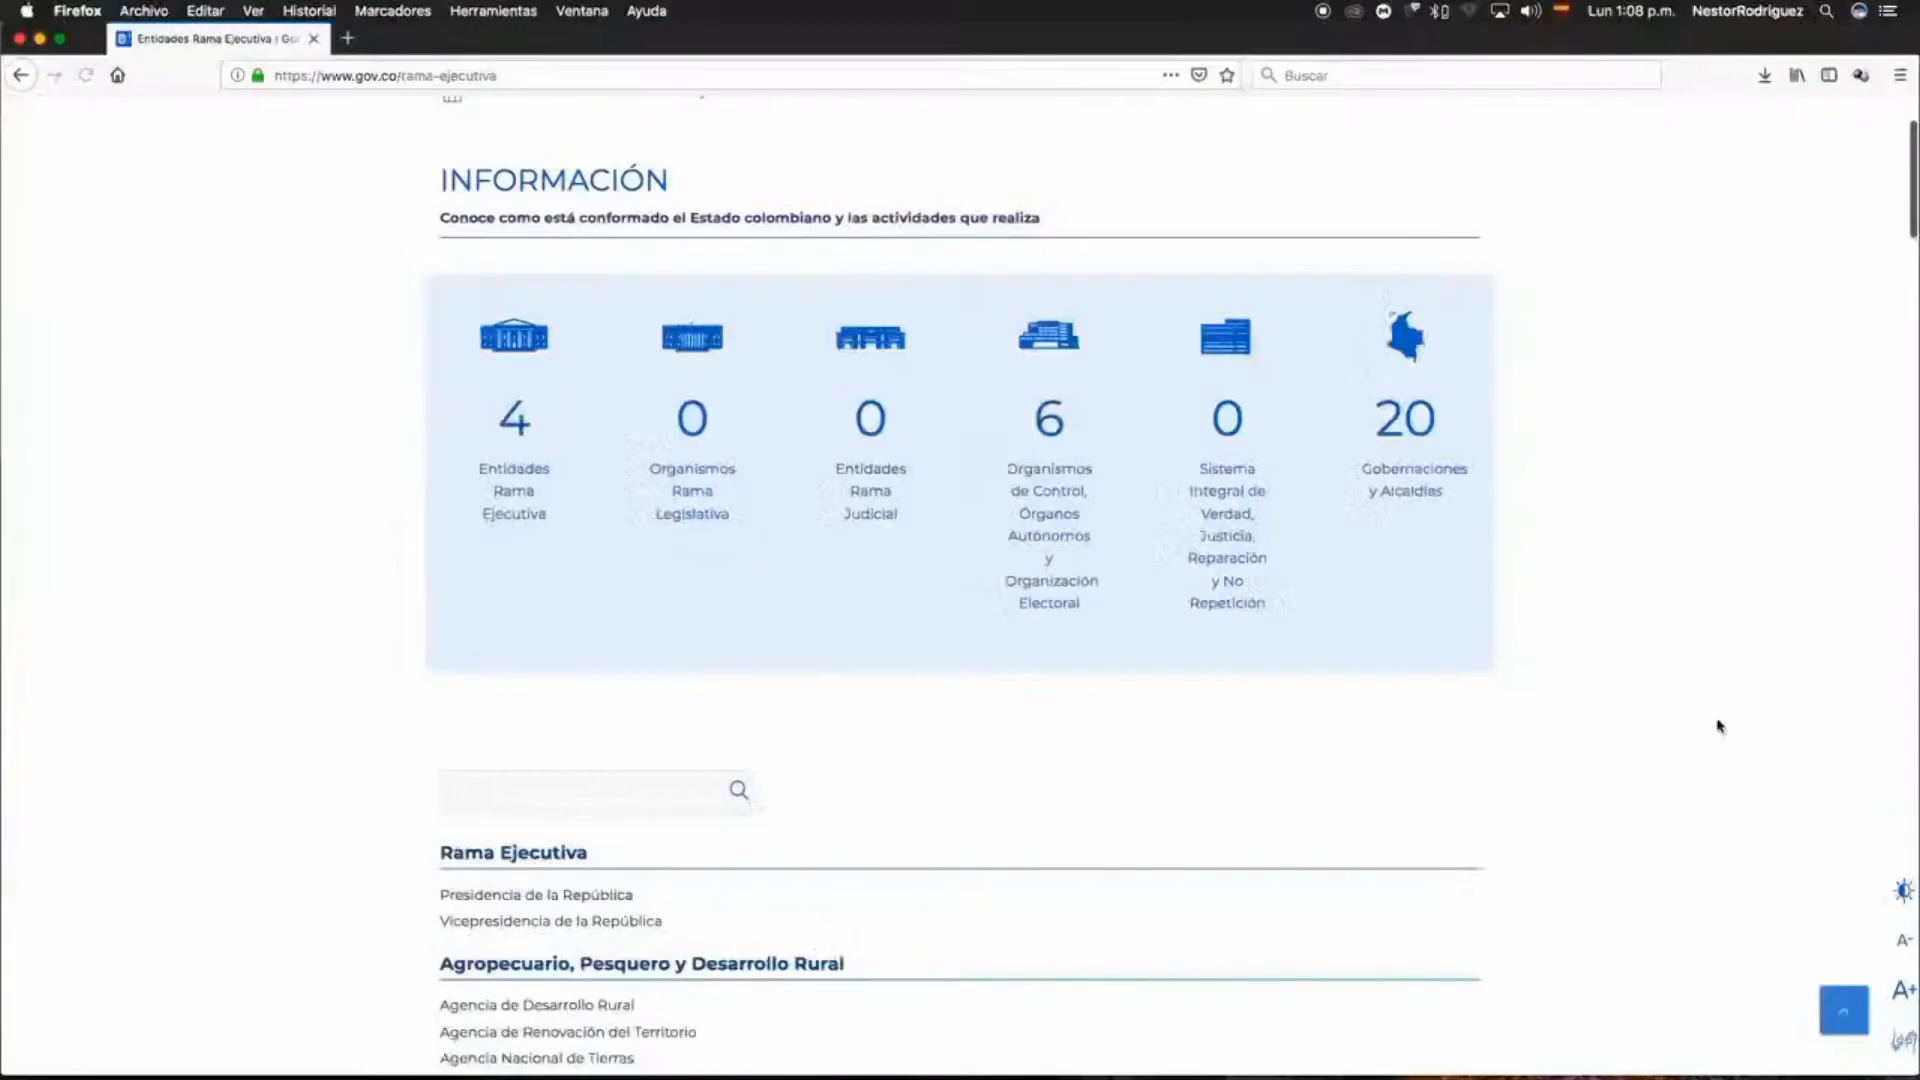 Firefox Archivo Editar Ver Historial Marcadores Herramientas Ventana Ayuda Lun 1:08 p.m. NestorRodriguez
Entidades Rama Ejecutiva | Go
https://www.gov.co/rama-ejecutiva
Buscar
INFORMACIÓN
Conoce como está conformado el Estado colombiano y las actividades que realiza
4
Entidades
Rama
Ejecutiva
0
Organismos
Rama
Legislativa
0
Entidades
Rama
Judicial
6
Organismos
de Control,
Órganos
Autónomos
y
Organización
Electoral
0
Sistema
Integral de
Verdad,
Justicia,
Reparación
y No
Repetición
20
Gobernaciones
y Alcaldías
Rama Ejecutiva
Presidencia de la República
Vicepresidencia de la República
Agropecuario, Pesquero y Desarrollo Rural
Agencia de Desarrollo Rural
Agencia de Renovación del Territorio
Agencia Nacional de Tierras
A-
A+